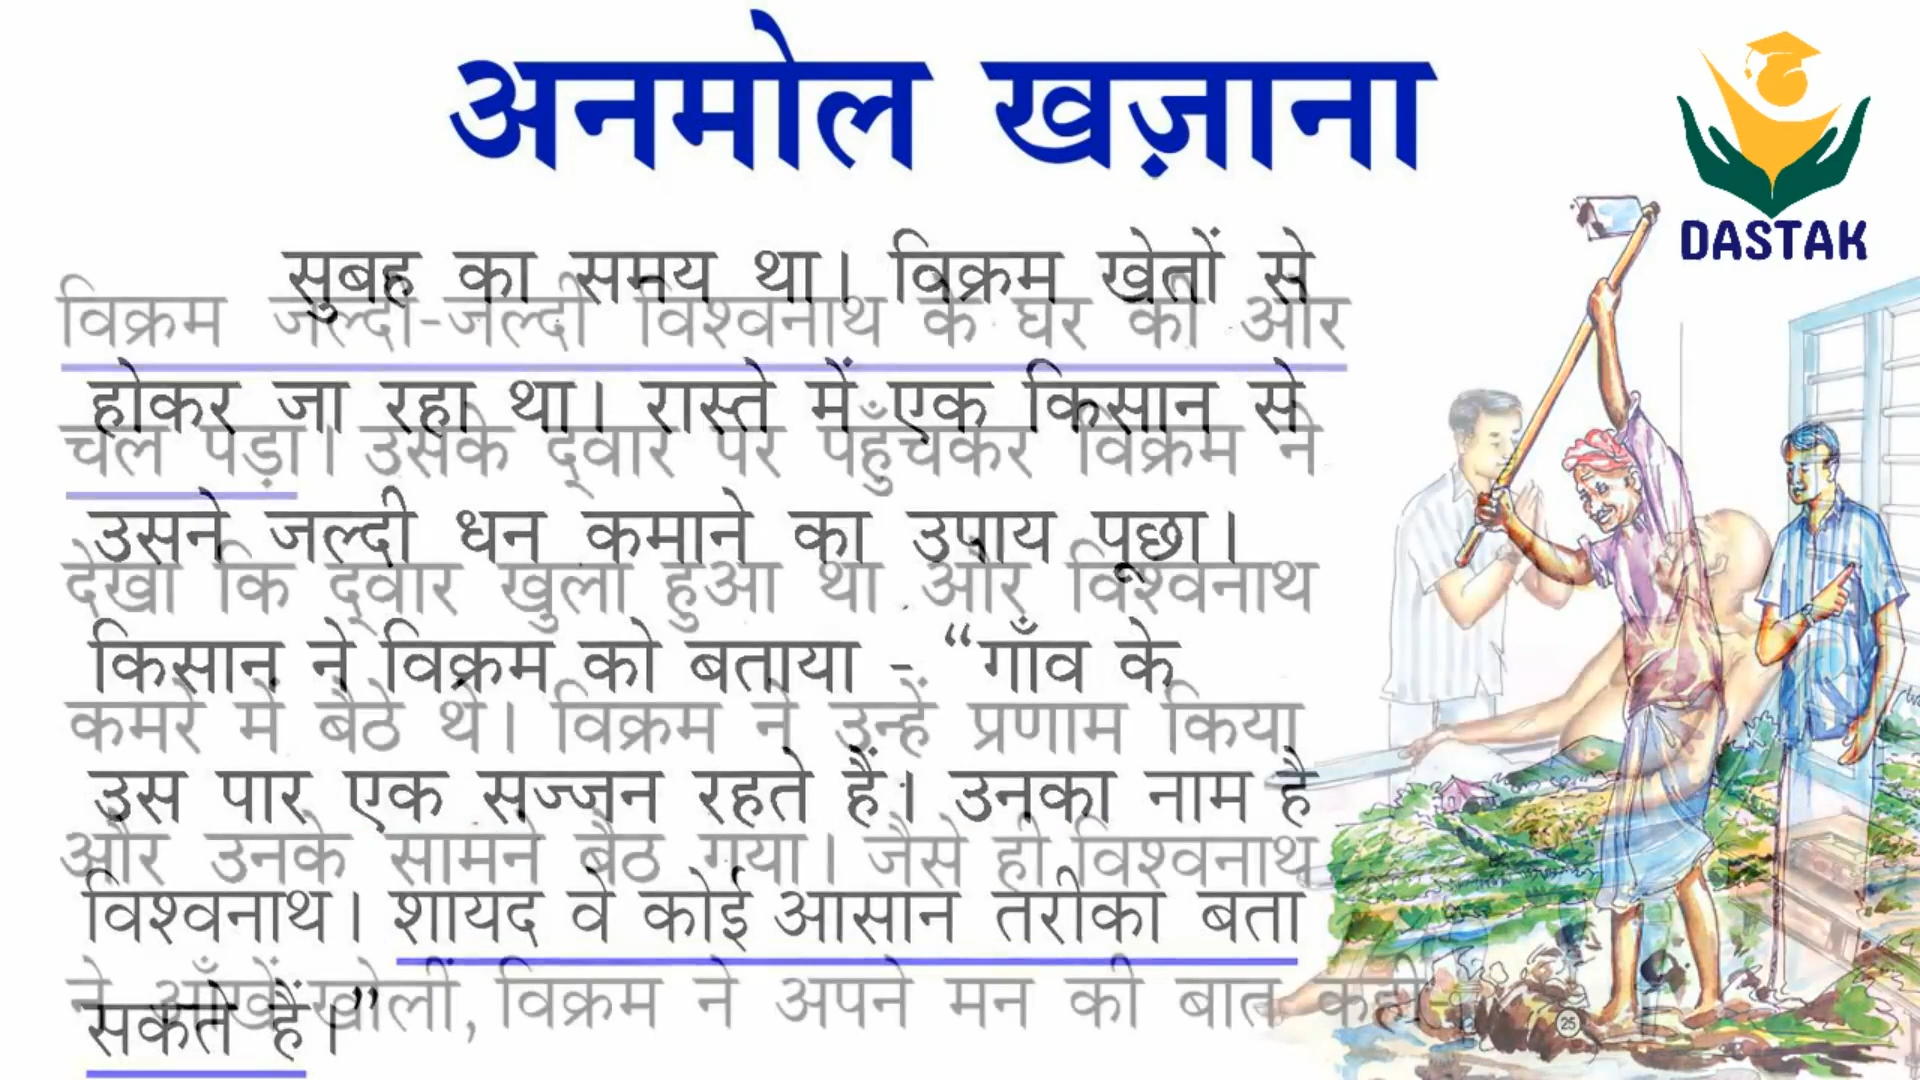 अनमोल खज़ाना
DASTAK
सुबह का समय था। विक्रम खेतों से
होकर जा रहा था। रास्ते में एक किसान से
उसने जल्दी धन कमाने का उपाय पूछा।
किसान ने विक्रम को बताया - “गाँव के
उस पार एक सज्जन रहते हैं। उनका नाम है
विश्वनाथ। शायद वे कोई आसान तरीका बता
सकते हैं।”
विक्रम जल्दी-जल्दी विश्वनाथ के घर की ओर
चल पड़ा। उसके द्वार पर पहुँचकर विक्रम ने
देखा कि द्वार खुला हुआ था और विश्वनाथ
कमरे में बैठे थे। विक्रम ने उन्हें प्रणाम किया
और उनके सामने बैठ गया। जैसे ही विश्वनाथ
ने आँखें खोलीं, विक्रम ने अपने मन की बात कही-
25